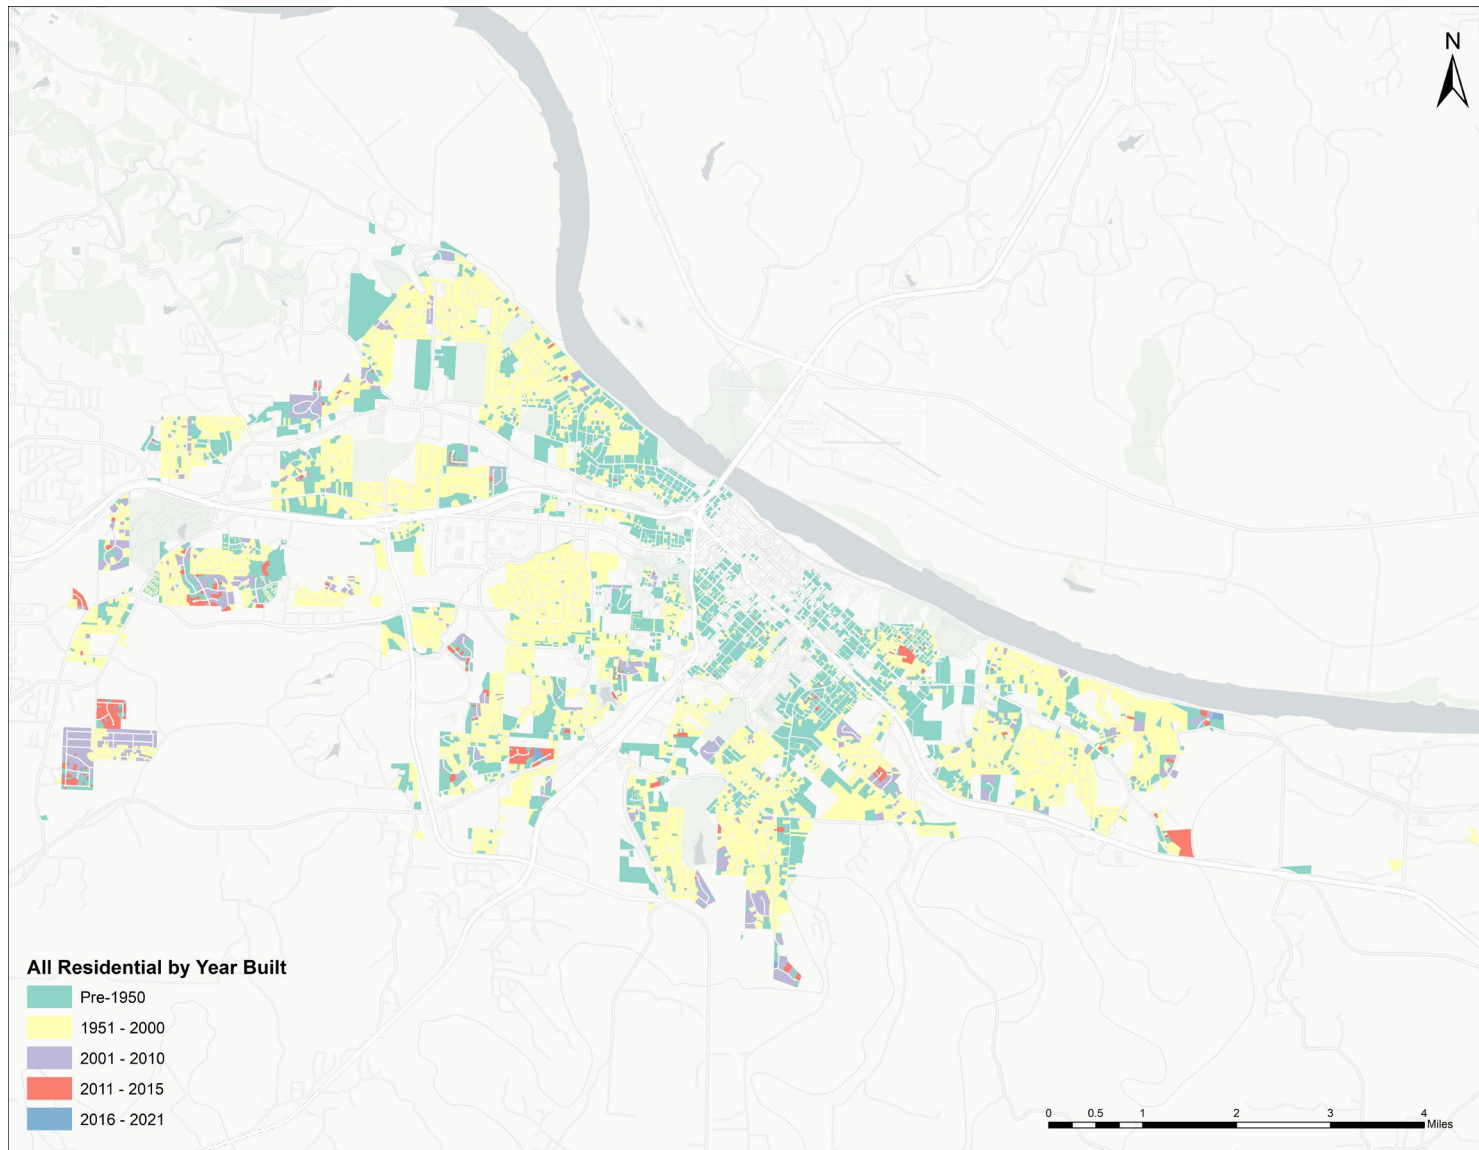 N
All Residential by Year Built
Pre-1950
1951 - 2000
2001 - 2010
2011 - 2015
2016 - 2021
0 0.5 1 2 3 4
Miles